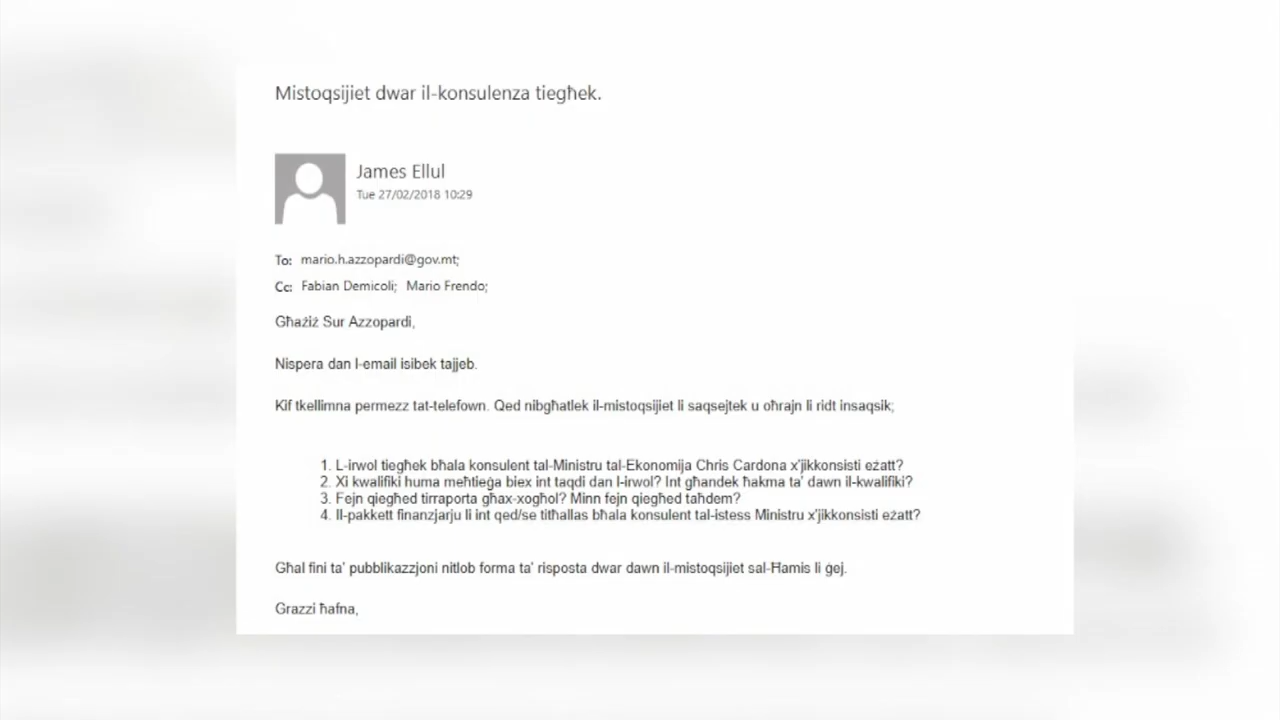 Mistoqsijiet dwar il-konsulenza tiegħek.
James Ellul
Tue 27/02/2018 10:29
To: mario.h.azzopardi@gov.mt;
Cc: Fabian Demicoli; Mario Frendo;
Għażiż Sur Azzopardi,
Nispera dan l-email isibek tajjeb.
Kif tkellimna permezz tat-telefown. Qed nibgħatlek il-mistoqsijiet li saqsejtek u oħrajn li ridt insaqsik;
1. L-irwol tiegħek bħala konsulent tal-Ministru tal-Ekonomija Chris Cardona x'jikkonsisti eżatt?
2. Xi kwalifiki huma meħtieġa biex int taqdi dan l-irwol? Int għandek ħakma ta' dawn il-kwalifiki?
3. Fejn qiegħed tirraporta għax-xogħol? Minn fejn qiegħed taħdem?
4. Il-pakkett finanzjarju li int qed/se titħallas bħala konsulent tal-istess Ministru x'jikkonsisti eżatt?
Għal fini ta' pubblikazzjoni nitlob forma ta' risposta dwar dawn il-mistoqsijiet sal-Ħamis li ġej.
Grazzi ħafna,